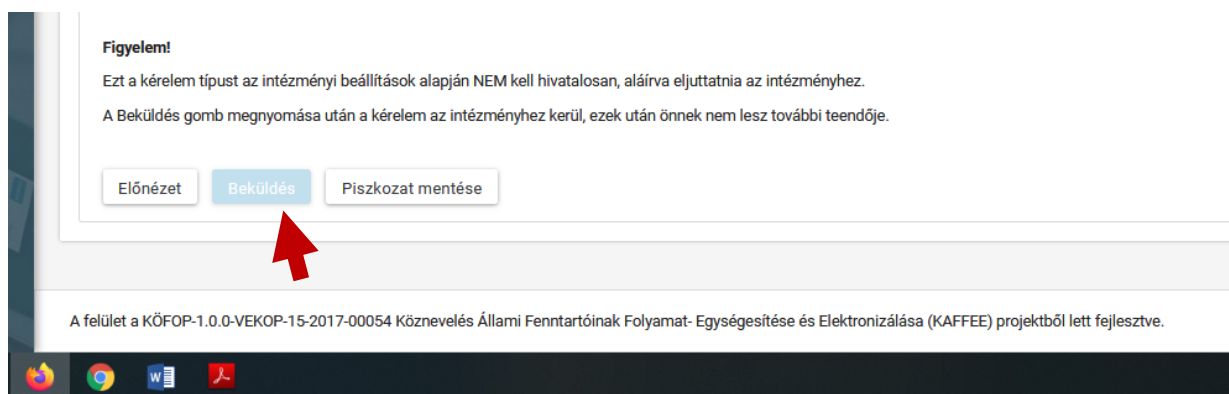 Figyelem!
Ezt a kérelem típust az intézményi beállítások alapján NEM kell hivatalosan, aláírva eljuttatnia az intézményhez.
A Beküldés gomb megnyomása után a kérelem az intézményhez kerül, ezek után önnek nem lesz további teendője.
Előnézet Beküldés Piszkozat mentése
A felület a KÖFOP-1.0.0-VEKOP-15-2017-00054 Köznevelés Állami Fenntartóinak Folyamat- Egységesítése és Elektronizálása (KAFFEE) projektből lett fejlesztve.